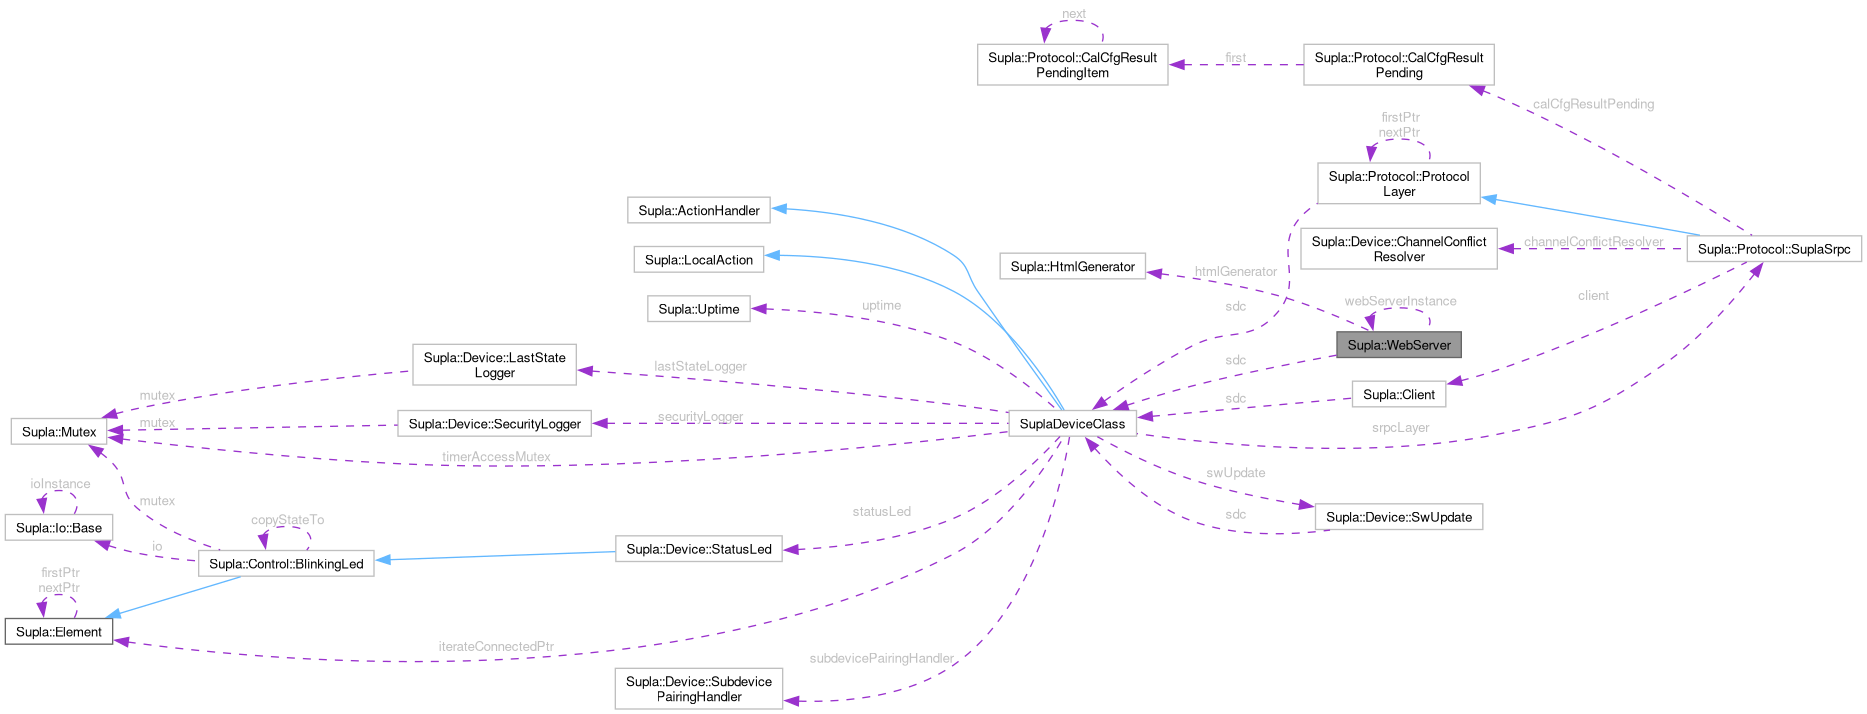 next
Supla::Protocol::CalCfgResult
PendingItem
first
Supla::Protocol::CalCfgResult
Pending
calCfgResultPending
firstPtr
nextPtr
Supla::Protocol::Protocol
Layer
Supla::ActionHandler
Supla::LocalAction
Supla::HtmlGenerator
htmlGenerator
Supla::Device::ChannelConflict
Resolver
channelConflictResolver
Supla::Protocol::SuplaSrpc
Supla::Uptime
uptime
sdc
webServerInstance
client
Supla::WebServer
Supla::Device::LastState
Logger
lastStateLogger
sdc
mutex
Supla::Client
sdc
Supla::Mutex
mutex
Supla::Device::SecurityLogger
securityLogger
SuplaDeviceClass
srpcLayer
timerAccessMutex
swUpdate
ioInstance
mutex
copyStateTo
statusLed
sdc
Supla::Device::SwUpdate
Supla::Io::Base
io
Supla::Device::StatusLed
Supla::Control::BlinkingLed
firstPtr
nextPtr
Supla::Element
iterateConnectedPtr
subdevicePairingHandler
Supla::Device::Subdevice
PairingHandler